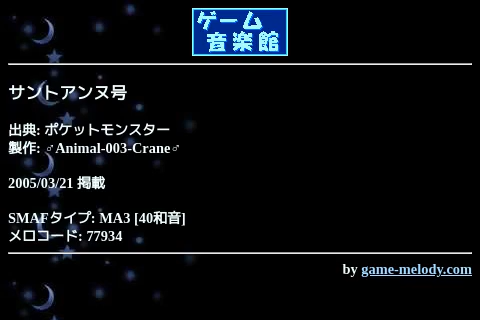 ゲーム
音楽館
サントアンヌ号
出典: ポケットモンスター
製作: ♂Animal-003-Crane♂
2005/03/21 掲載
SMAFタイプ: MA3 [40和音]
メロコード: 77934
by game-melody.com